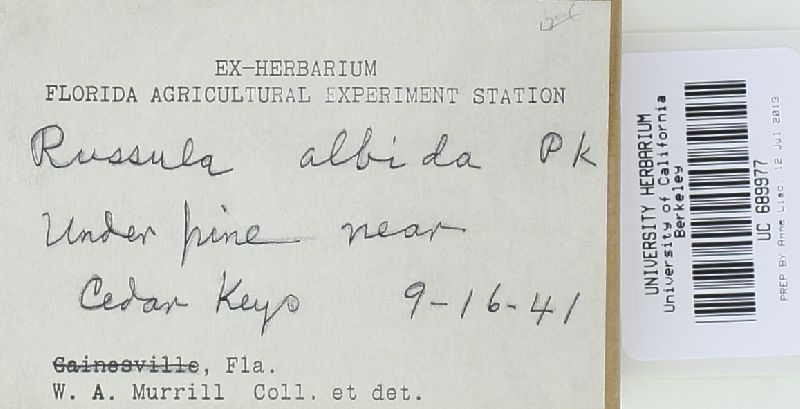 EX-HERBARIUM
FLORIDA AGRICULTURAL EXPERIMENT STATION
Russula albida Pk
Under pine near
Cedar Keys 9-16-41
Gainesville, Fla.
W. A. Murrill Coll. et det.
UNIVERSITY HERBARIUM
University of California
Berkeley
UC 689977
PREP BY Anna Liao, 12 Jul 2013